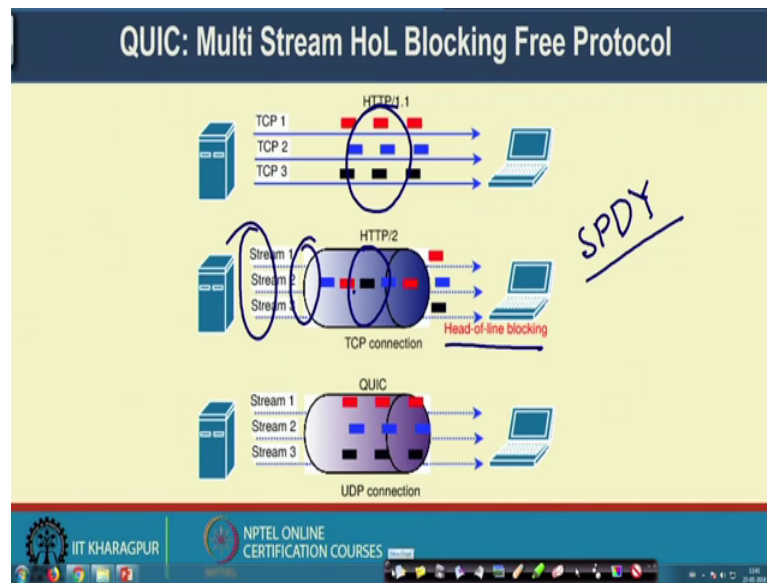 QUIC: Multi Stream HoL Blocking Free Protocol
HTTP/1.1
TCP 1
TCP 2
TCP 3
HTTP/2
Stream 1
Stream 2
Stream 3
TCP connection
Head-of-line blocking
SPDY
QUIC
Stream 1
Stream 2
Stream 3
UDP connection
IIT KHARAGPUR
NPTEL ONLINE
CERTIFICATION COURSES